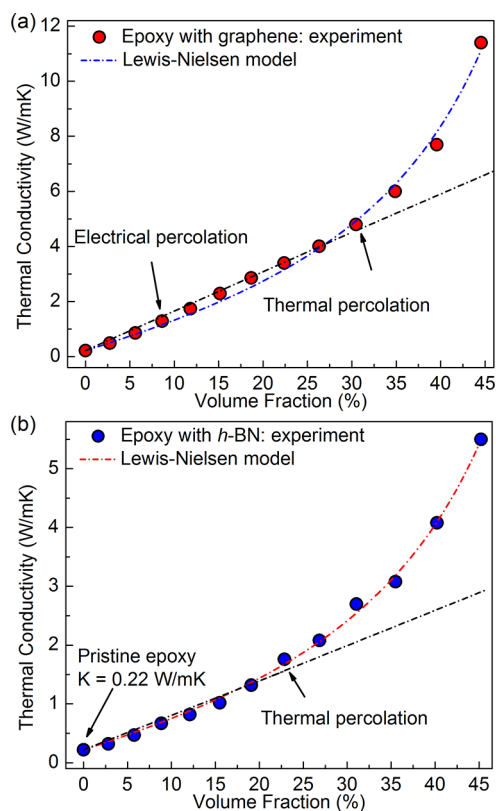 (a)
Epoxy with graphene: experiment
Lewis-Nielsen model
Thermal Conductivity (W/mK)
12
10
8
6
4
2
0
Electrical percolation
Thermal percolation
0 5 10 15 20 25 30 35 40 45
Volume Fraction (%)
(b)
Epoxy with h-BN: experiment
Lewis-Nielsen model
Thermal Conductivity (W/mK)
5
4
3
2
1
0
Pristine epoxy
K = 0.22 W/mK
Thermal percolation
0 5 10 15 20 25 30 35 40 45
Volume Fraction (%)